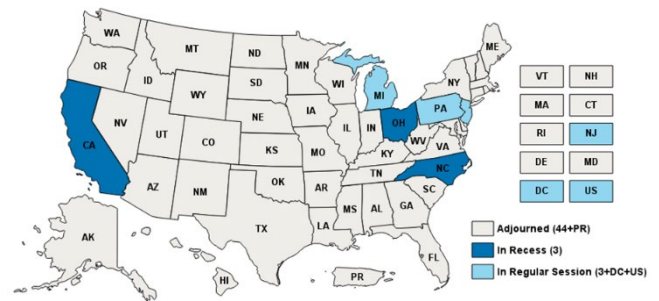 WA
MT
ND
MN
ME
OR
ID
SD
WI
MI
NY
VT
NH
WY
IA
PA
MA
CT
NV
NE
IL
IN
OH
RI
NJ
CA
UT
CO
KS
MO
WV
VA
KY
DE
MD
AZ
NM
OK
AR
TN
NC
SC
DC
US
TX
LA
MS
AL
GA
AK
HI
PR
FL
Adjourned (44+PR)
In Recess (3)
In Regular Session (3+DC+US)